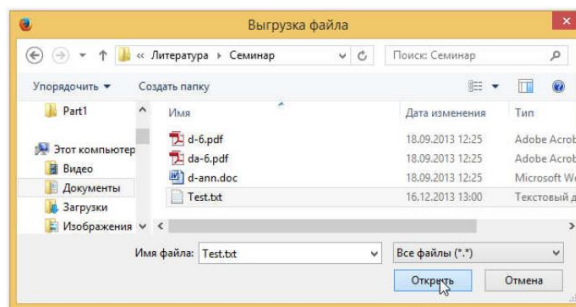 Выгрузка файла
« Литература Семинар
Поиск: Семинар
Упорядочить Создать папку
Part1
Этот компьютер
Видео
Документы
Загрузки
Изображения
Имя Дата изменения Тип
d-6.pdf 18.09.2013 12:25 Adobe Acrob
da-6.pdf 18.09.2013 12:25 Adobe Acrob
d-ann.doc 18.09.2013 12:25 Microsoft We
Test.txt 16.12.2013 13:00 Текстовый д
Имя файла: Test.txt Все файлы (*.*)
Открыть Отмена